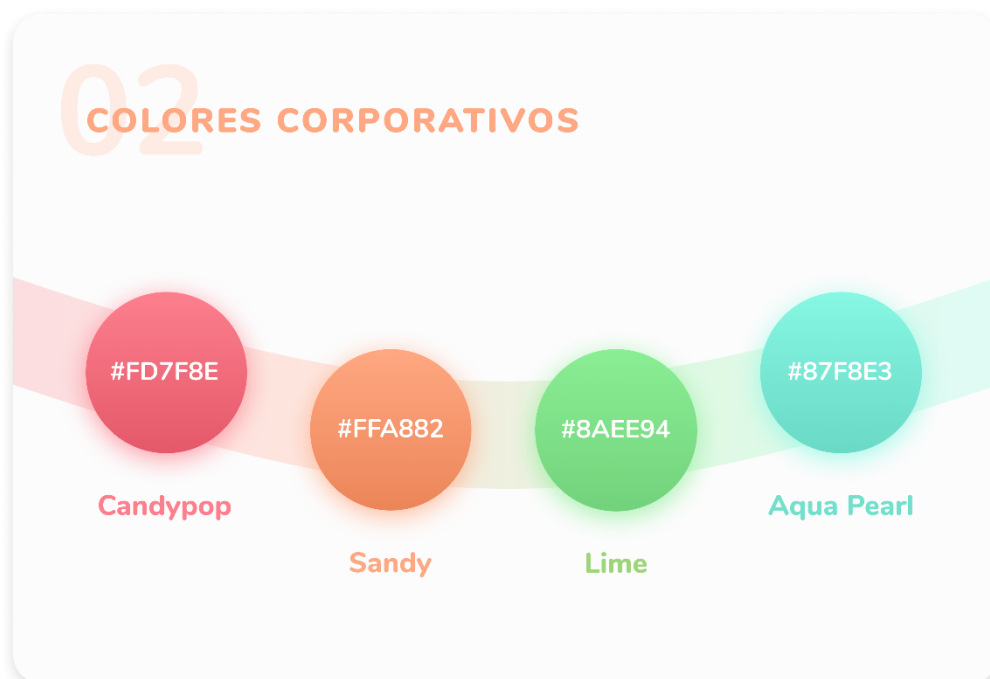 02
COLORES CORPORATIVOS
#FD7F8E
#FFA882
#8AEE94
#87F8E3
Candypop
Sandy
Lime
Aqua Pearl